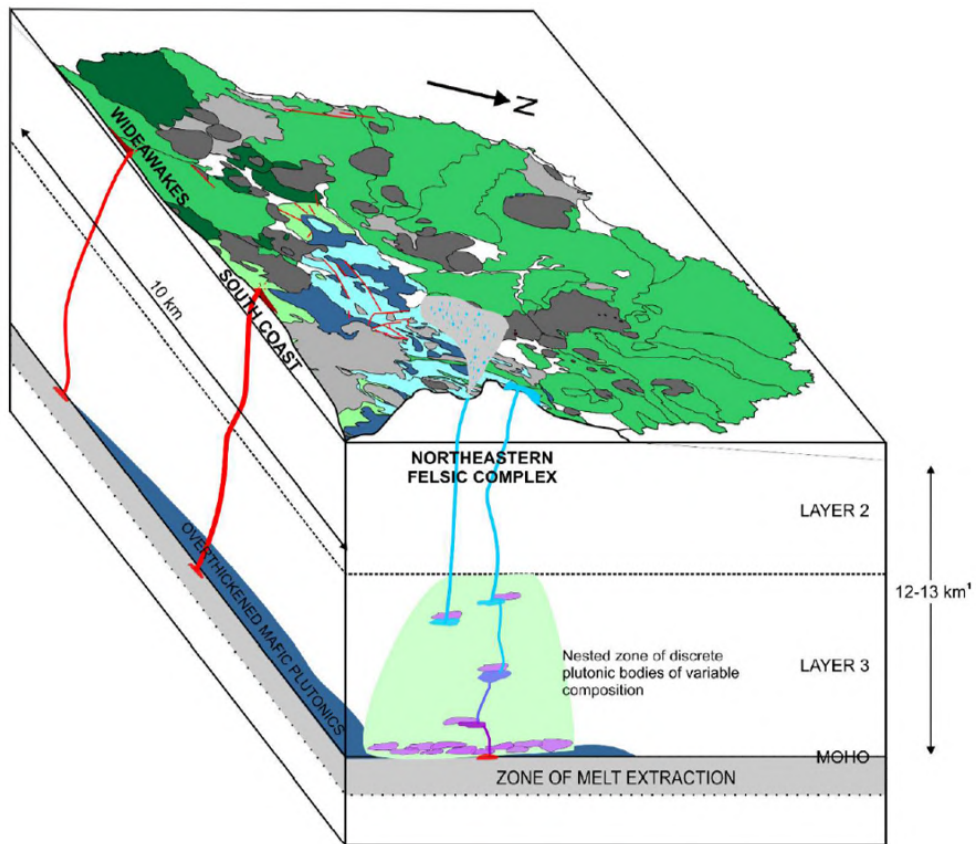 N
WIDEAWAKES
SOUTH COAST
10 km
NORTHEASTERN
FELSIC COMPLEX
LAYER 2
12-13 km¹
OVERTHICKENED MAFIC PLUTONICS
Nested zone of discrete
plutonic bodies of variable
composition
LAYER 3
MOHO
ZONE OF MELT EXTRACTION